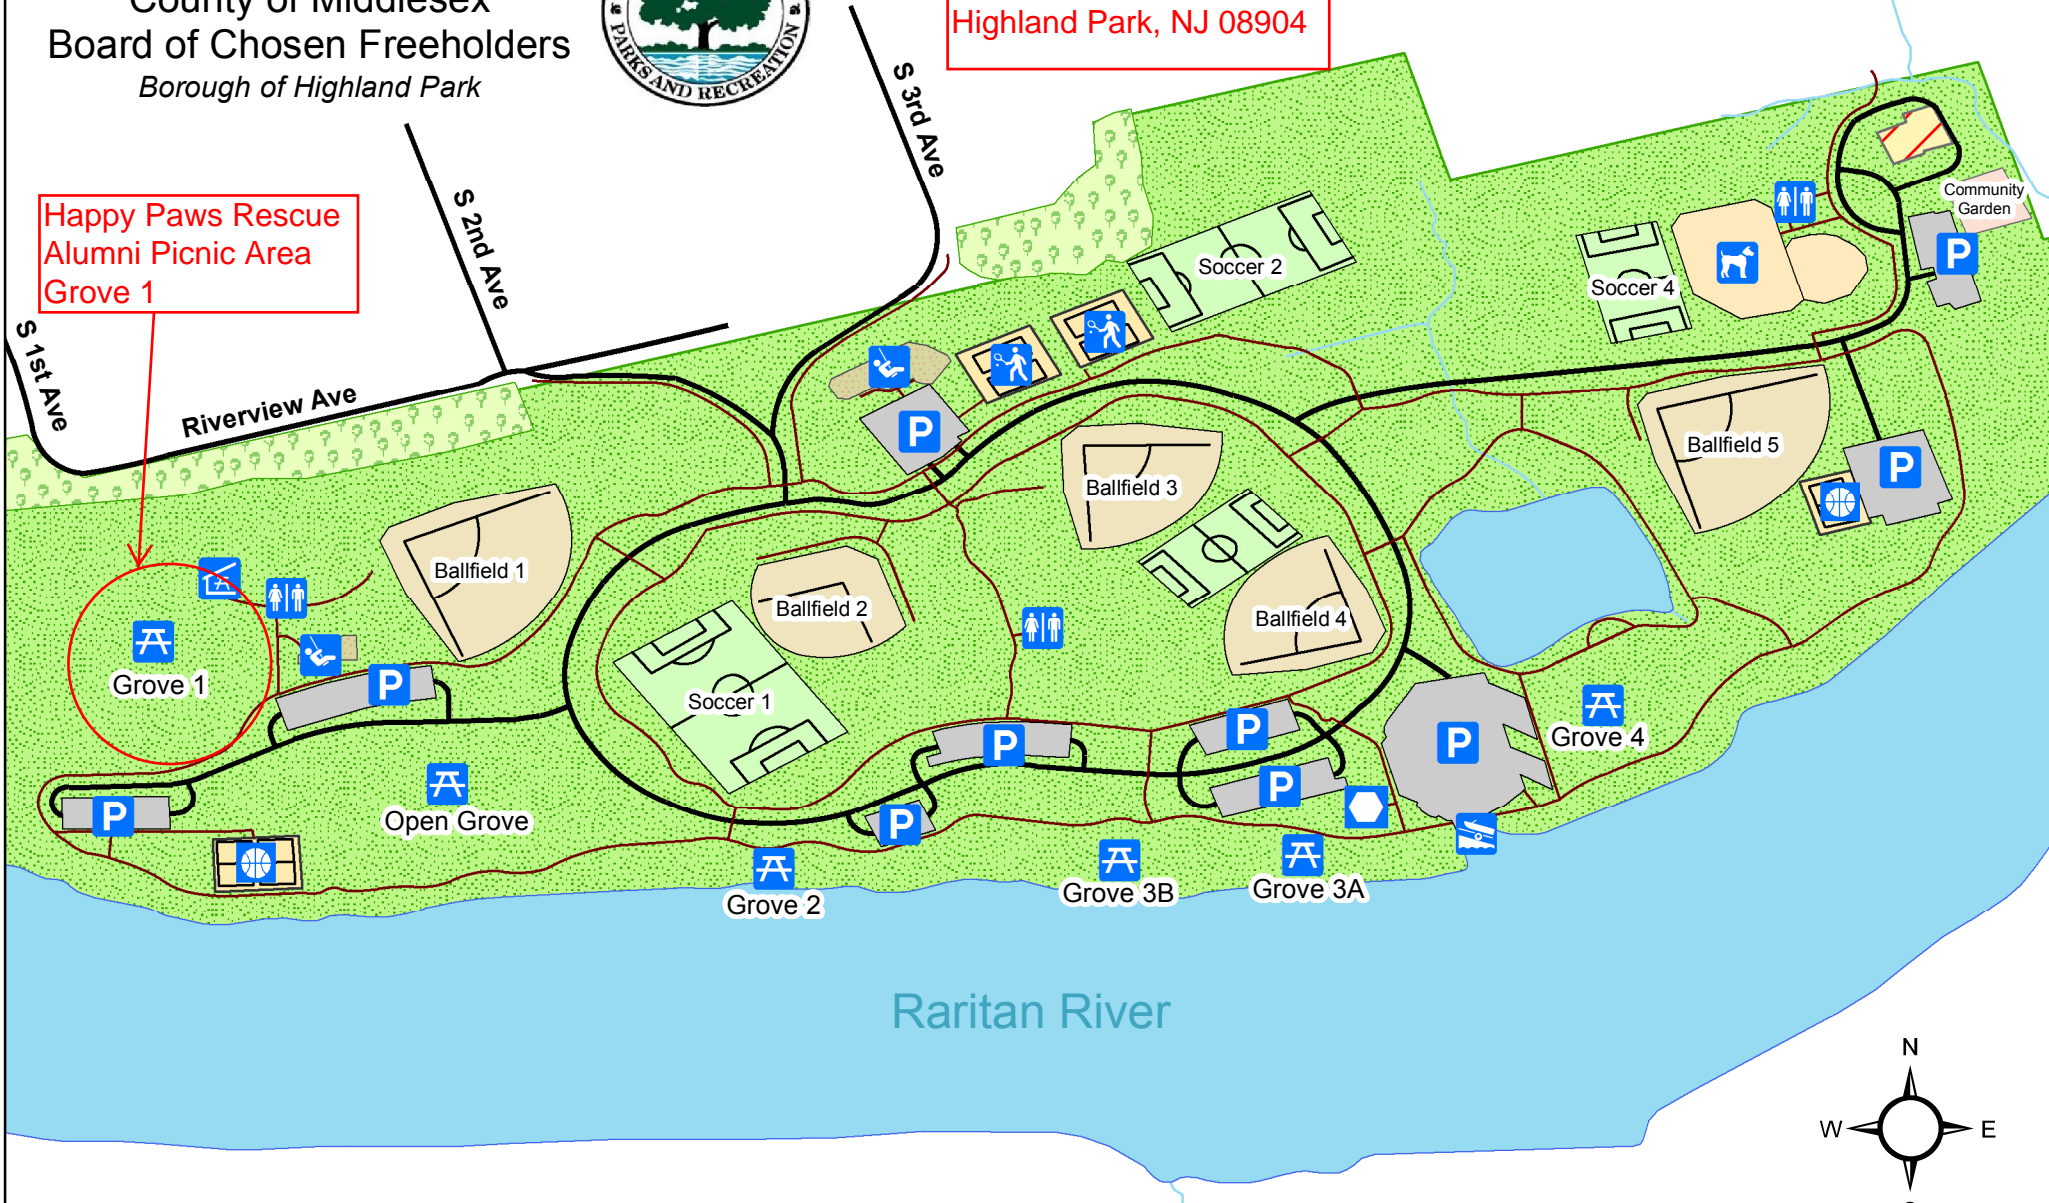 County of Middlesex
Board of Chosen Freeholders
Borough of Highland Park
PARKS AND RECREATION
Highland Park, NJ 08904
S 3rd Ave
S 2nd Ave
S 1st Ave
Riverview Ave
Happy Paws Rescue
Alumni Picnic Area
Grove 1
Community
Garden
Soccer 2
Soccer 4
P
P
Ballfield 5
P
Ballfield 3
Ballfield 1
Ballfield 2
Ballfield 4
Grove 1
P
Soccer 1
P
P
P
Grove 4
P
P
Open Grove
P
Grove 2
Grove 3B
Grove 3A
Raritan River
N
W
E